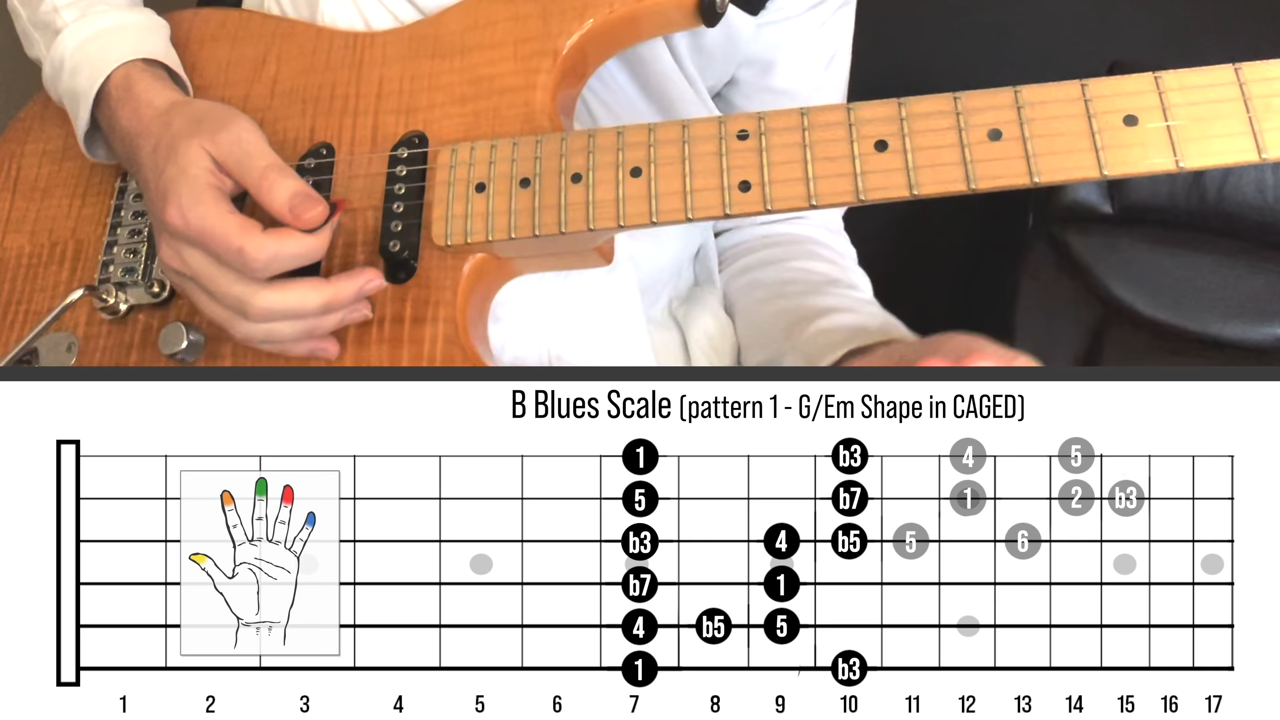 B Blues Scale (pattern 1 - G/Em Shape in CAGED)
1 b3 4 5
5 b7 1 2 b3
b3 4 b5 5 6
b7 1
4 b5 5
1 b3
1 2 3 4 5 6 7 8 9 10 11 12 13 14 15 16 17